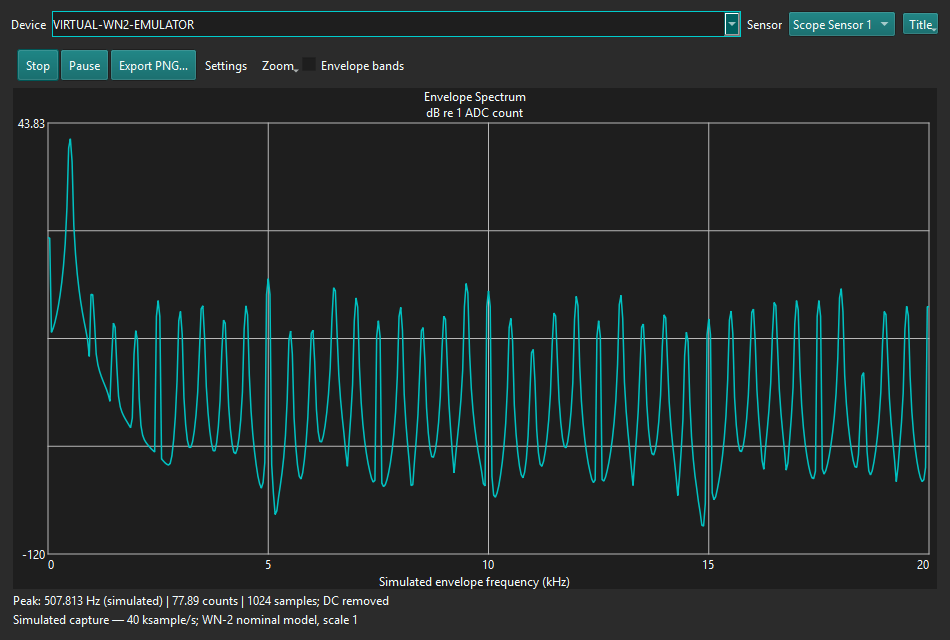 Device VIRTUAL-WN2-EMULATOR Sensor Scope Sensor 1 Title
Stop Pause Export PNG... Settings Zoom Envelope bands
Envelope Spectrum
dB re 1 ADC count
43.83
-120
0 5 10 15 20
Simulated envelope frequency (kHz)
Peak: 507.813 Hz (simulated) | 77.89 counts | 1024 samples; DC removed
Simulated capture — 40 ksample/s; WN-2 nominal model, scale 1